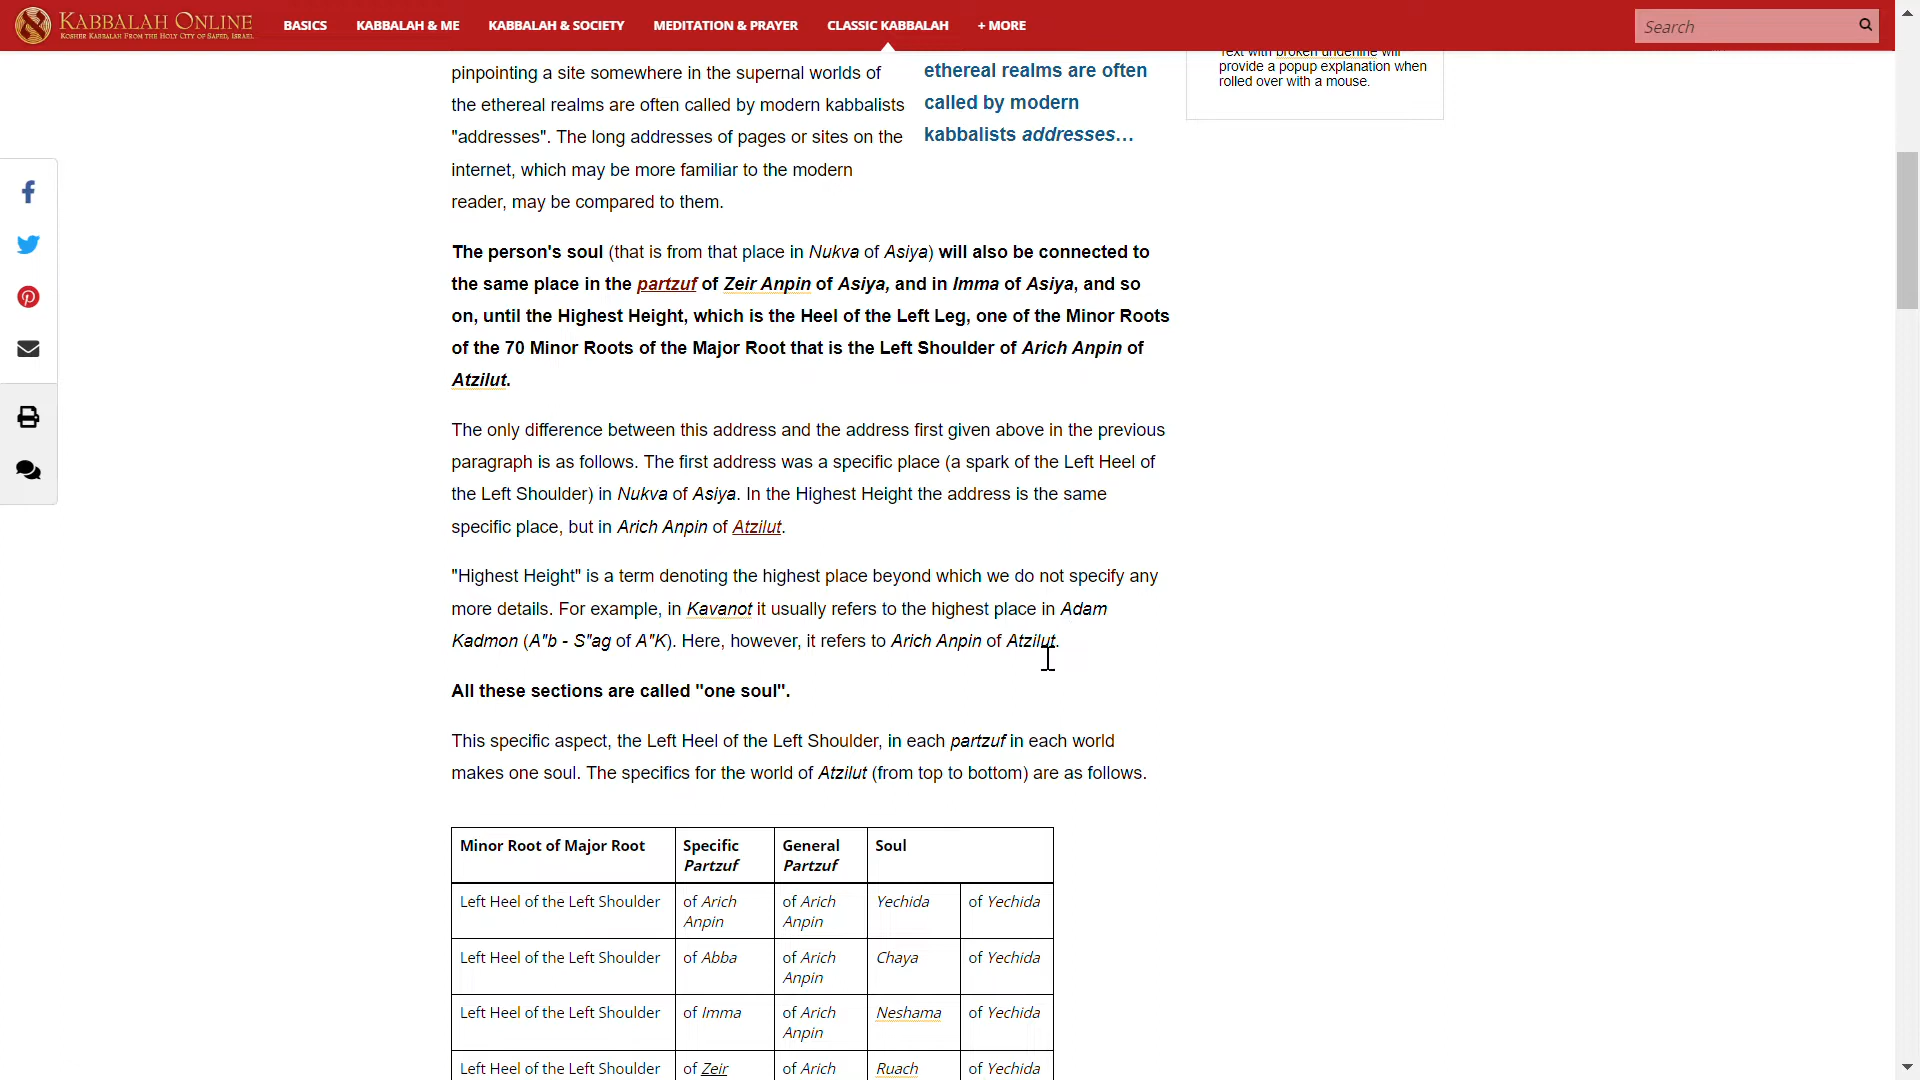 KABBALAH ONLINE
KOSHER KABBALAH FROM THE HOLY CITY OF SAFED, ISRAEL
BASICS
KABBALAH & ME
KABBALAH & SOCIETY
MEDITATION & PRAYER
CLASSIC KABBALAH
+ MORE
Search
pinpointing a site somewhere in the supernal worlds of
the ethereal realms are often called by modern kabbalists
"addresses". The long addresses of pages or sites on the
internet, which may be more familiar to the modern
reader, may be compared to them.
ethereal realms are often
called by modern
kabbalists addresses…
Text with broken underline will
provide a popup explanation when
rolled over with a mouse.
The person's soul (that is from that place in Nukva of Asiya) will also be connected to
the same place in the partzuf of Zeir Anpin of Asiya, and in Imma of Asiya, and so
on, until the Highest Height, which is the Heel of the Left Leg, one of the Minor Roots
of the 70 Minor Roots of the Major Root that is the Left Shoulder of Arich Anpin of
Atzilut.
The only difference between this address and the address first given above in the previous
paragraph is as follows. The first address was a specific place (a spark of the Left Heel of
the Left Shoulder) in Nukva of Asiya. In the Highest Height the address is the same
specific place, but in Arich Anpin of Atzilut.
"Highest Height" is a term denoting the highest place beyond which we do not specify any
more details. For example, in Kavanot it usually refers to the highest place in Adam
Kadmon (A"b - S"ag of A"K). Here, however, it refers to Arich Anpin of Atzilut.
All these sections are called "one soul".
This specific aspect, the Left Heel of the Left Shoulder, in each partzuf in each world
makes one soul. The specifics for the world of Atzilut (from top to bottom) are as follows.
Minor Root of Major Root
Specific
Partzuf
General
Partzuf
Soul
Left Heel of the Left Shoulder
of Arich
Anpin
of Arich
Anpin
Yechida
of Yechida
Left Heel of the Left Shoulder
of Abba
of Arich
Anpin
Chaya
of Yechida
Left Heel of the Left Shoulder
of Imma
of Arich
Anpin
Neshama
of Yechida
Left Heel of the Left Shoulder
of Zeir
of Arich
Ruach
of Yechida